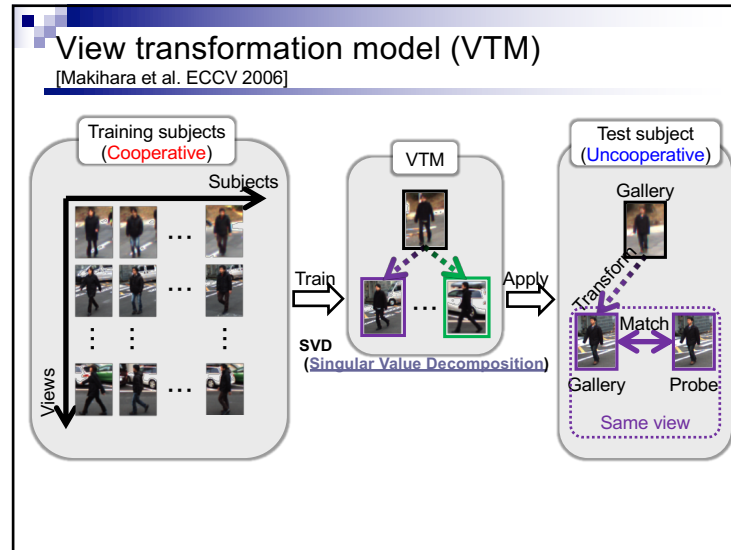 View transformation model (VTM)
[Makihara et al. ECCV 2006]
Training subjects
(Cooperative)
Subjects
Views
...
...
...
Train
SVD
(Singular Value Decomposition)
VTM
...
Apply
Test subject
(Uncooperative)
Gallery
Transform
Match
Gallery
Probe
Same view